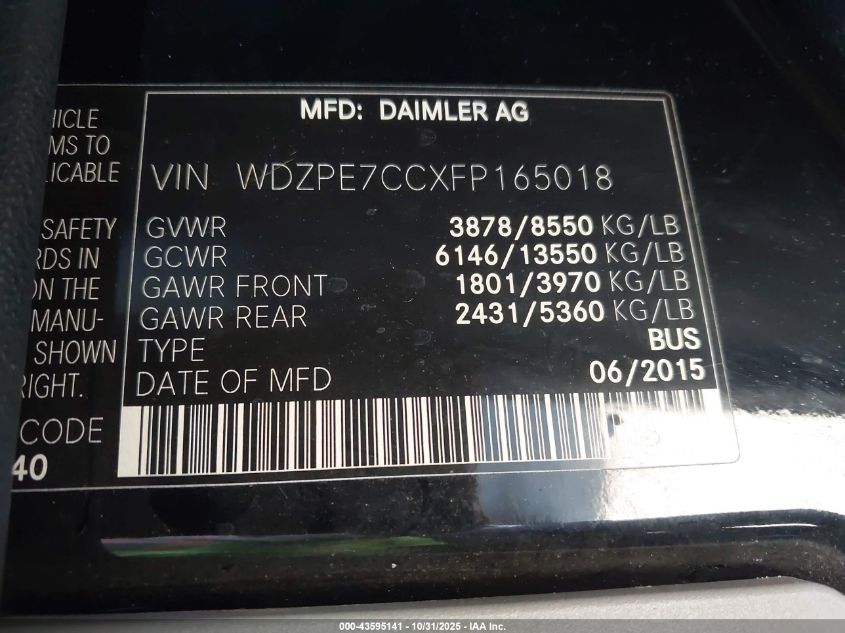 HICLE
MS TO
LICABLE
SAFETY
RDS IN
ON THE
MANU-
SHOWN
RIGHT.
CODE
40
MFD: DAIMLER AG
VIN WDZPE7CCXFP165018
GVWR 3878/8550 KG/LB
GCWR 6146/13550 KG/LB
GAWR FRONT 1801/3970 KG/LB
GAWR REAR 2431/5360 KG/LB
TYPE BUS
DATE OF MFD 06/2015
000-43595141 - 10/31/2025 - IAA Inc.